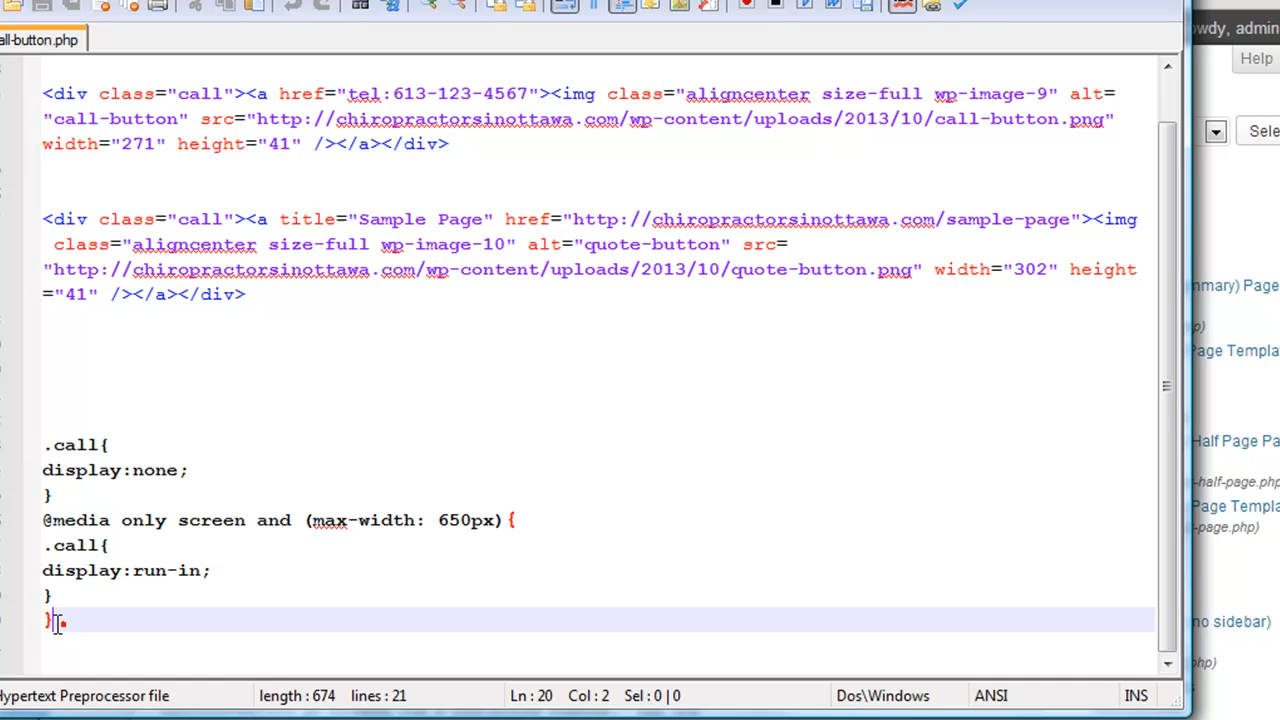 all-button.php
owdy, admin
Help
<div class="call"><a href="tel:613-123-4567"><img class="aligncenter size-full wp-image-9" alt=
"call-button" src="http://chiropractorsinottawa.com/wp-content/uploads/2013/10/call-button.png"
width="271" height="41" /></a></div>
Sele
<div class="call"><a title="Sample Page" href="http://chiropractorsinottawa.com/sample-page"><img
class="aligncenter size-full wp-image-10" alt="quote-button" src=
"http://chiropractorsinottawa.com/wp-content/uploads/2013/10/quote-button.png" width="302" height
="41" /></a></div>
mmary) Page
p)
Page Templa
.call{
display:none;
}
@media only screen and (max-width: 650px){
.call{
display:run-in;
}
}
Half Page Pa
-half-page.php
Page Templa
r-page.php)
no sidebar)
php)
Hypertext Preprocessor file
length : 674 lines : 21
Ln : 20 Col : 2 Sel : 0 | 0
Dos\Windows
ANSI
INS